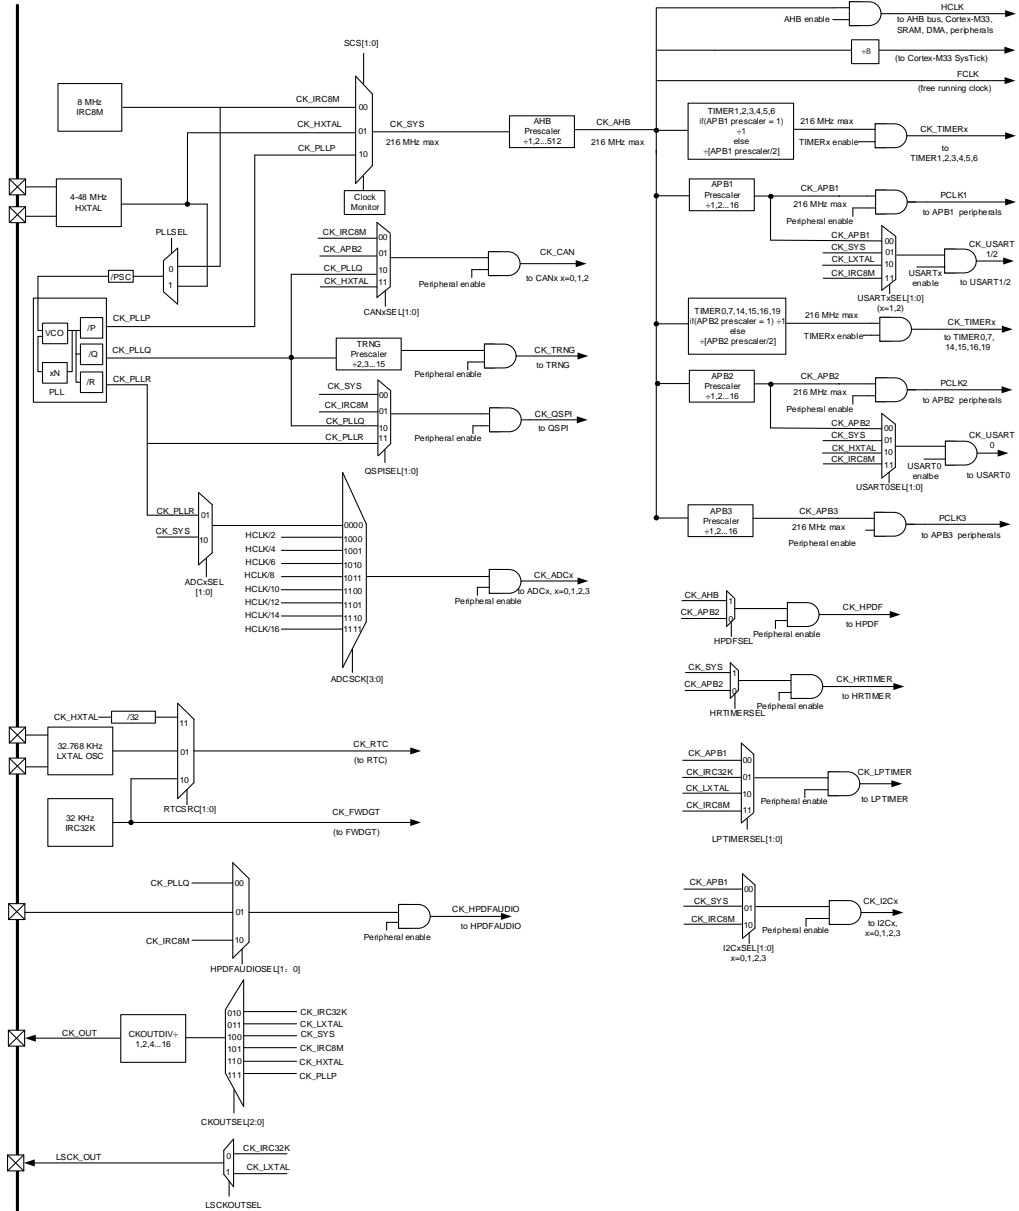 HCLK
AHB enable
to AHB bus, Cortex-M33,
SRAM, DMA, peripherals
SCS[1:0]
÷8
(to Cortex-M33 SysTick)
FCLK
(free running clock)
8 MHz
IRC8M
CK_IRC8M
00
CK_HXTAL
01
CK_PLLP
10
CK_SYS
216 MHz max
AHB
Prescaler
÷1,2...512
CK_AHB
216 MHz max
TIMER1,2,3,4,5,6
if(APB1 prescaler = 1)
÷1
else
÷[APB1 prescaler/2]
216 MHz max
TIMERx enable
CK_TIMERx
to
TIMER1,2,3,4,5,6
4-48 MHz
HXTAL
Clock
Monitor
APB1
Prescaler
÷1,2...16
CK_APB1
216 MHz max
Peripheral enable
PCLK1
to APB1 peripherals
CK_APB1
00
CK_SYS
01
CK_LXTAL
10
CK_IRC8M
11
USARTx
enable
CK_USART
1/2
to USART1/2
USARTxSEL[1:0]
(x=1,2)
PLLSEL
0
1
/PSC
CK_IRC8M
00
CK_APB2
01
CK_PLLQ
10
CK_HXTAL
11
CANxSEL[1:0]
Peripheral enable
CK_CAN
to CANx x=0,1,2
VCO
xN
PLL
/P
/Q
/R
CK_PLLP
CK_PLLQ
CK_PLLR
TIMER0,7,14,15,16,19
if(APB2 prescaler = 1) ÷1
else
÷[APB2 prescaler/2]
216 MHz max
TIMERx enable
CK_TIMERx
to TIMER0,7,
14,15,16,19
TRNG
Prescaler
÷2,3...15
Peripheral enable
CK_TRNG
to TRNG
APB2
Prescaler
÷1,2...16
CK_APB2
216 MHz max
Peripheral enable
PCLK2
to APB2 peripherals
CK_SYS
00
CK_IRC8M
01
CK_PLLQ
10
CK_PLLR
11
QSPISEL[1:0]
Peripheral enable
CK_QSPI
to QSPI
CK_APB2
00
CK_SYS
01
CK_HXTAL
10
CK_IRC8M
11
USART0
enalbe
CK_USART
0
to USART0
USART0SEL[1:0]
APB3
Prescaler
÷1,2...16
CK_APB3
216 MHz max
Peripheral enable
PCLK3
to APB3 peripherals
CK_PLLR
01
CK_SYS
10
ADCxSEL
[1:0]
0000
HCLK/2
1000
HCLK/4
1001
HCLK/6
1010
HCLK/8
1011
HCLK/10
1100
HCLK/12
1101
HCLK/14
1110
HCLK/16
1111
ADCSCK[3:0]
Peripheral enable
CK_ADCx
to ADCx, x=0,1,2,3
CK_AHB
1
CK_APB2
0
HPDFSEL
Peripheral enable
CK_HPDF
to HPDF
CK_SYS
1
CK_APB2
0
HRTIMERSEL
Peripheral enable
CK_HRTIMER
to HRTIMER
CK_HXTAL
/32
11
32.768 KHz
LXTAL OSC
01
10
RTCSRC[1:0]
CK_RTC
(to RTC)
32 KHz
IRC32K
CK_FWDGT
(to FWDGT)
CK_APB1
00
CK_IRC32K
01
CK_LXTAL
10
CK_IRC8M
11
LPTIMERSEL[1:0]
Peripheral enable
CK_LPTIMER
to LPTIMER
CK_PLLQ
00
01
CK_IRC8M
10
HPDFAUDIOSEL[1：0]
Peripheral enable
CK_HPDFAUDIO
to HPDFAUDIO
CK_APB1
00
CK_SYS
01
CK_IRC8M
10
I2CxSEL[1:0]
x=0,1,2,3
Peripheral enable
CK_I2Cx
to I2Cx,
x=0,1,2,3
CK_OUT
CKOUTDIV÷
1,2,4...16
010
CK_IRC32K
011
CK_LXTAL
100
CK_SYS
101
CK_IRC8M
110
CK_HXTAL
111
CK_PLLP
CKOUTSEL[2:0]
LSCK_OUT
0
CK_IRC32K
1
CK_LXTAL
LSCKOUTSEL